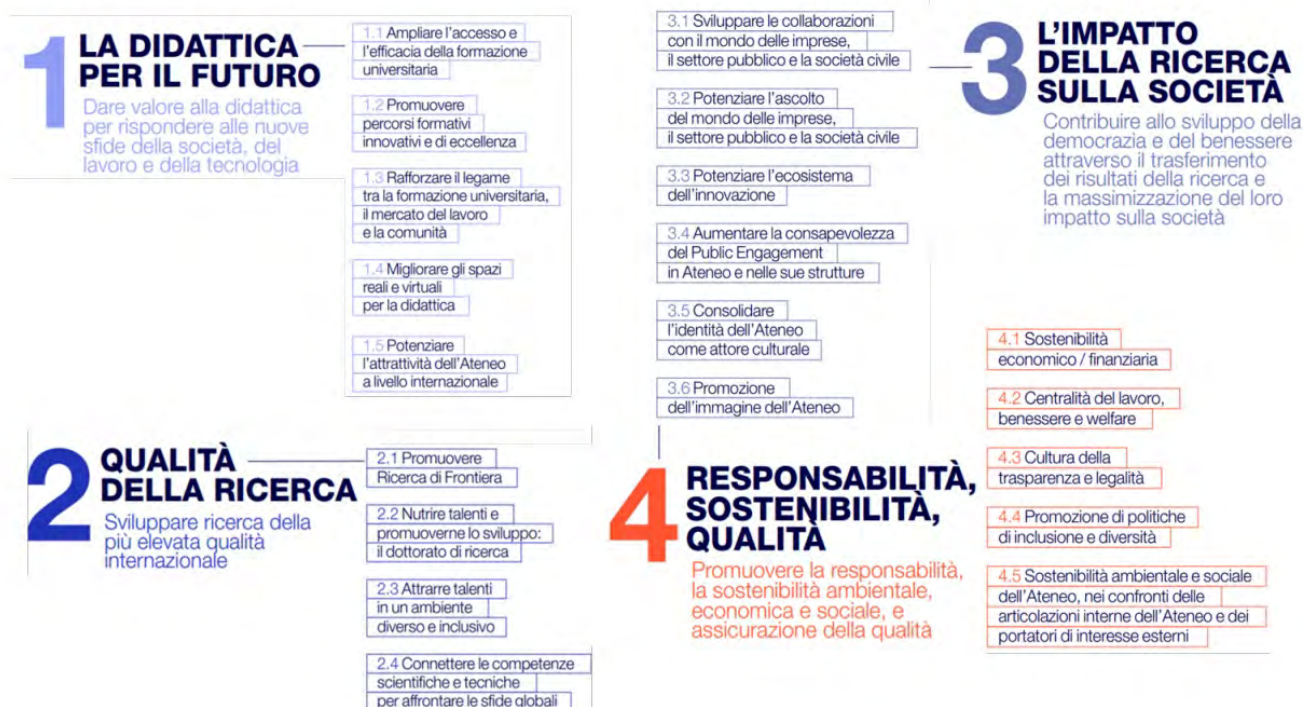 1
LA DIDATTICA
PER IL FUTURO
Dare valore alla didattica
per rispondere alle nuove
sfide della società, del
lavoro e della tecnologia
1.1 Ampliare l'accesso e
l'efficacia della formazione
universitaria
1.2 Promuovere
percorsi formativi
innovativi e di eccellenza
1.3 Rafforzare il legame
tra la formazione universitaria,
il mercato del lavoro
e la comunità
1.4 Migliorare gli spazi
reali e virtuali
per la didattica
1.5 Potenziare
l'attrattività dell'Ateneo
a livello internazionale
2
QUALITÀ
DELLA RICERCA
Sviluppare ricerca della
più elevata qualità
internazionale
2.1 Promuovere
Ricerca di Frontiera
2.2 Nutrire talenti e
promuoverne lo sviluppo:
il dottorato di ricerca
2.3 Attrarre talenti
in un ambiente
diverso e inclusivo
2.4 Connettere le competenze
scientifiche e tecniche
per affrontare le sfide globali
3
L'IMPATTO
DELLA RICERCA
SULLA SOCIETÀ
Contribuire allo sviluppo della
democrazia e del benessere
attraverso il trasferimento
dei risultati della ricerca e
la massimizzazione del loro
impatto sulla società
3.1 Sviluppare le collaborazioni
con il mondo delle imprese,
il settore pubblico e la società civile
3.2 Potenziare l'ascolto
del mondo delle imprese,
il settore pubblico e la società civile
3.3 Potenziare l'ecosistema
dell'innovazione
3.4 Aumentare la consapevolezza
del Public Engagement
in Ateneo e nelle sue strutture
3.5 Consolidare
l'identità dell'Ateneo
come attore culturale
3.6 Promozione
dell'immagine dell'Ateneo
4
RESPONSABILITÀ,
SOSTENIBILITÀ,
QUALITÀ
Promuovere la responsabilità,
la sostenibilità ambientale,
economica e sociale, e
assicurazione della qualità
4.1 Sostenibilità
economico / finanziaria
4.2 Centralità del lavoro,
benessere e welfare
4.3 Cultura della
trasparenza e legalità
4.4 Promozione di politiche
di inclusione e diversità
4.5 Sostenibilità ambientale e sociale
dell'Ateneo, nei confronti delle
articolazioni interne dell'Ateneo e dei
portatori di interesse esterni